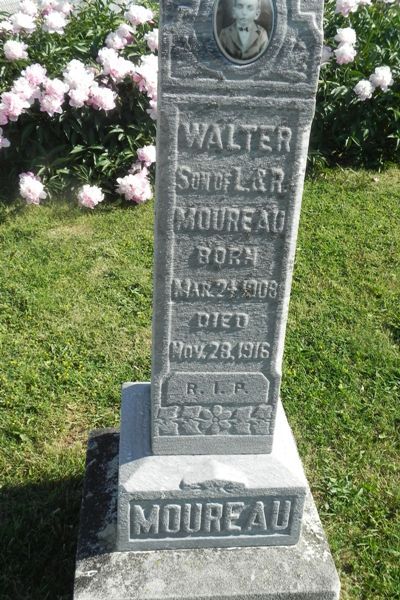 WALTER
SON OF L. & R.
MOUREAU
BORN
MAR. 24, 1908
DIED
NOV. 28, 1916
R. I. P.
MOUREAU